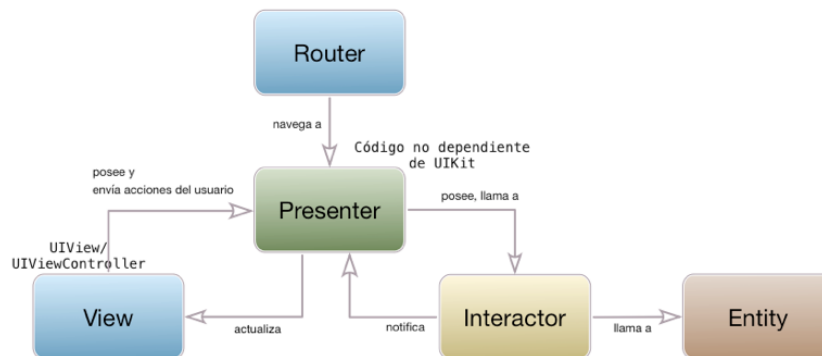 Router
navega a
Código no dependiente
de UIKit
posee y
envía acciones del usuario
Presenter
posee, llama a
UIView/
UIViewController
View
actualiza
notifica
Interactor
llama a
Entity